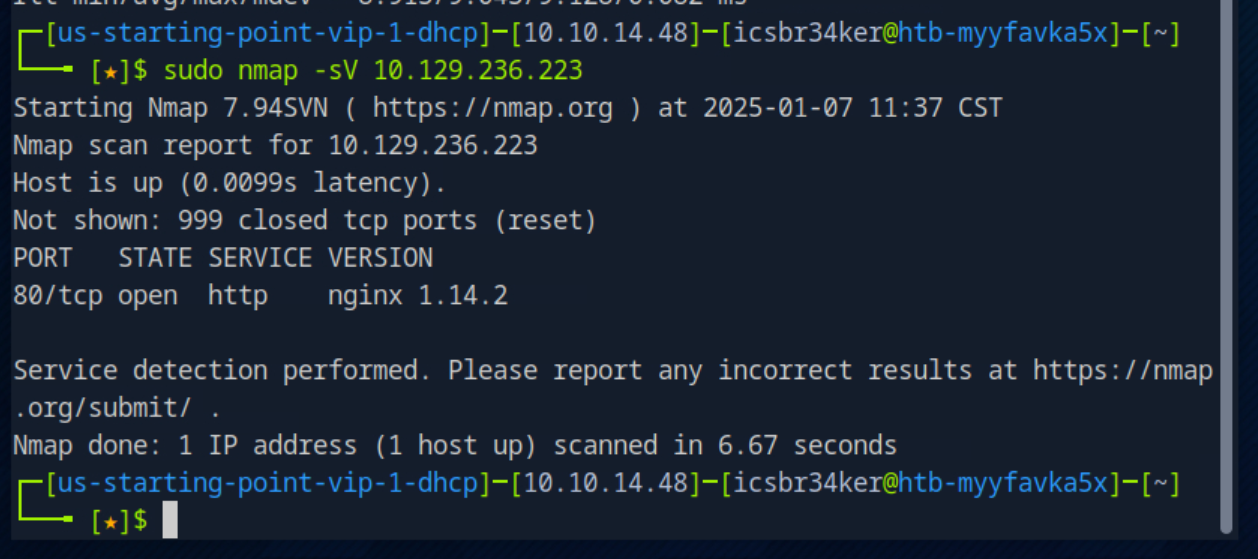 ┌─[us-starting-point-vip-1-dhcp]─[10.10.14.48]─[icsbr34ker@htb-myyfavka5x]─[~]
└──╼ [★]$ sudo nmap -sV 10.129.236.223
Starting Nmap 7.94SVN ( https://nmap.org ) at 2025-01-07 11:37 CST
Nmap scan report for 10.129.236.223
Host is up (0.0099s latency).
Not shown: 999 closed tcp ports (reset)
PORT   STATE SERVICE VERSION
80/tcp open  http    nginx 1.14.2
Service detection performed. Please report any incorrect results at https://nmap
.org/submit/ .
Nmap done: 1 IP address (1 host up) scanned in 6.67 seconds
┌─[us-starting-point-vip-1-dhcp]─[10.10.14.48]─[icsbr34ker@htb-myyfavka5x]─[~]
└──╼ [★]$